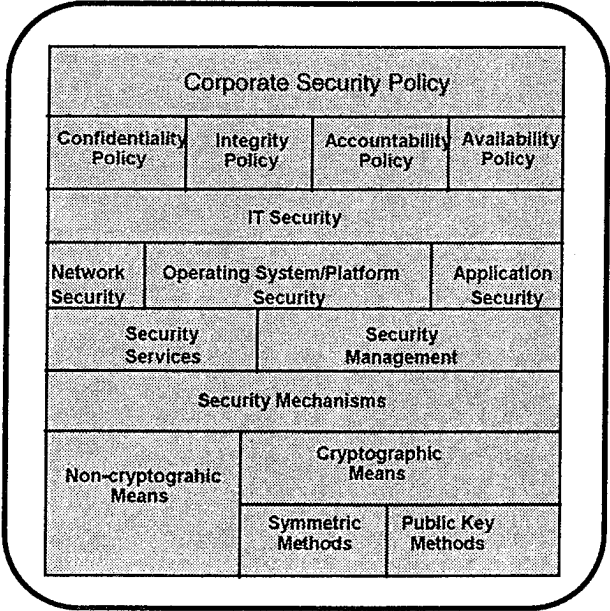 Corporate Security Policy
Confidentiality Policy
Integrity Policy
Accountability Policy
Availability Policy
IT Security
Network Security
Operating System/Platform Security
Application Security
Security Services
Security Management
Security Mechanisms
Non-cryptograhic Means
Cryptographic Means
Symmetric Methods
Public Key Methods